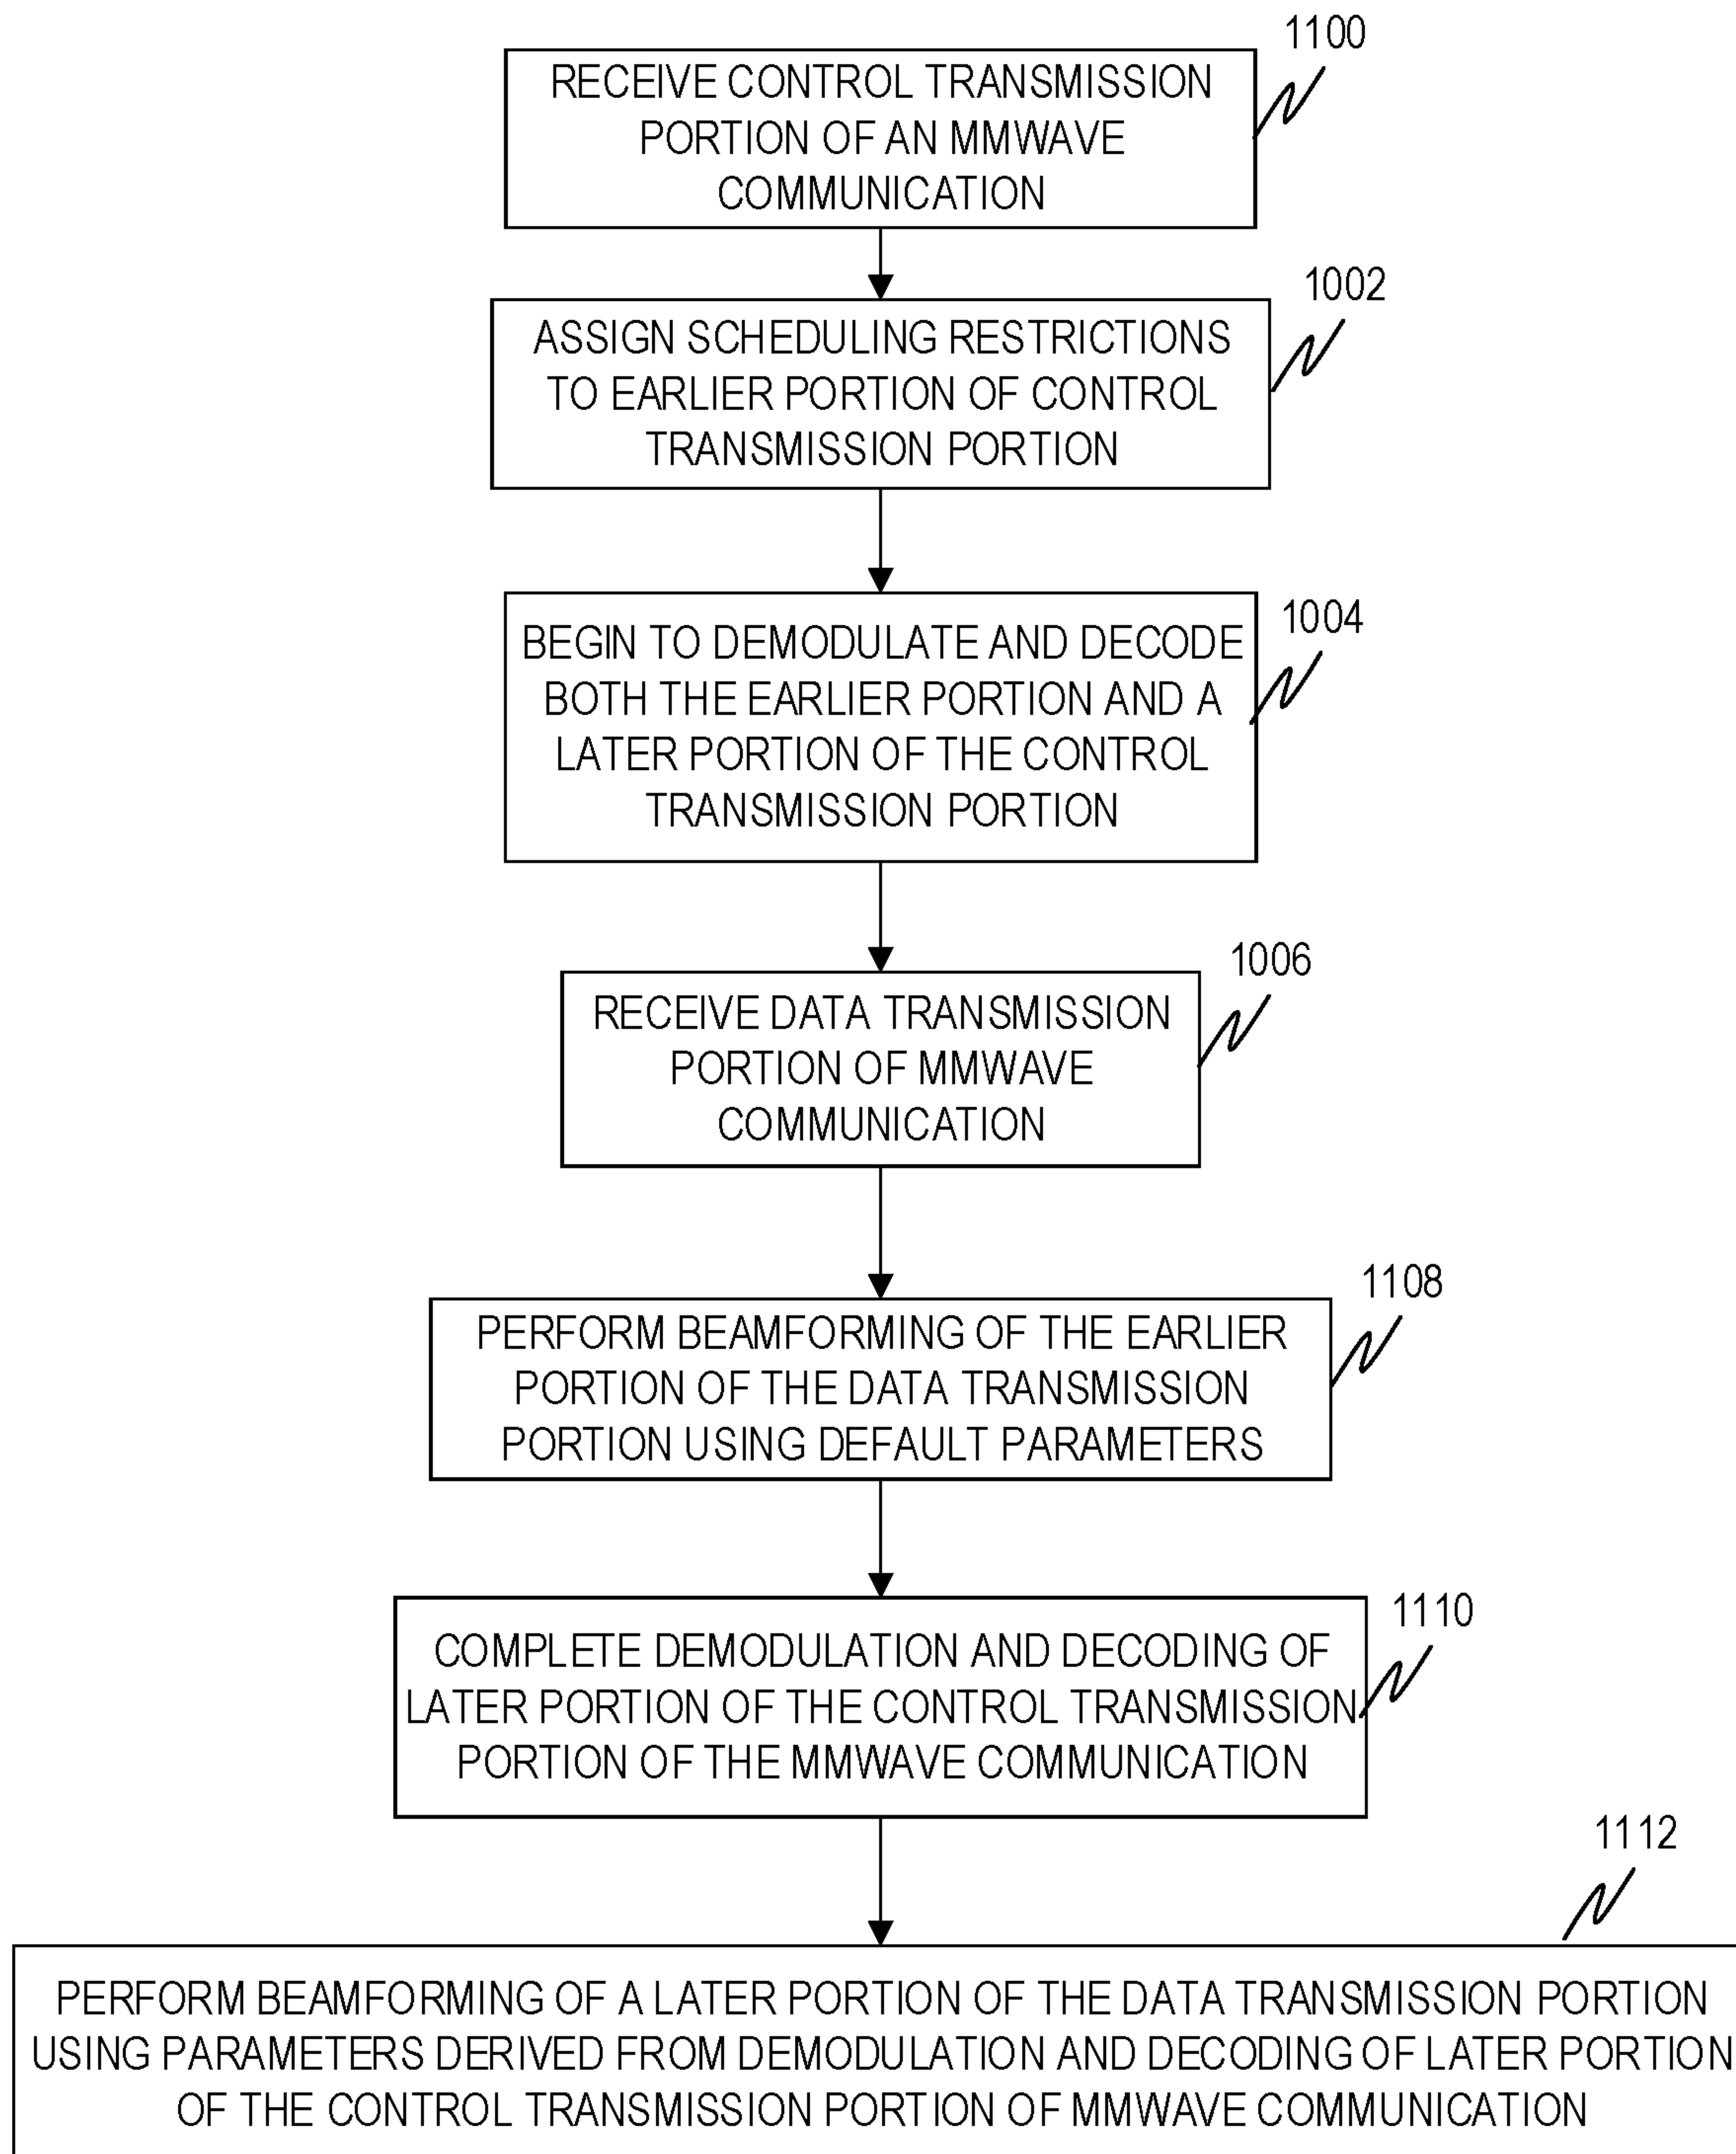 1100
RECEIVE CONTROL TRANSMISSION
PORTION OF AN MMWAVE
COMMUNICATION
1002
ASSIGN SCHEDULING RESTRICTIONS
TO EARLIER PORTION OF CONTROL
TRANSMISSION PORTION
1004
BEGIN TO DEMODULATE AND DECODE
BOTH THE EARLIER PORTION AND A
LATER PORTION OF THE CONTROL
TRANSMISSION PORTION
1006
RECEIVE DATA TRANSMISSION
PORTION OF MMWAVE
COMMUNICATION
1108
PERFORM BEAMFORMING OF THE EARLIER
PORTION OF THE DATA TRANSMISSION
PORTION USING DEFAULT PARAMETERS
1110
COMPLETE DEMODULATION AND DECODING OF
LATER PORTION OF THE CONTROL TRANSMISSION
PORTION OF THE MMWAVE COMMUNICATION
1112
PERFORM BEAMFORMING OF A LATER PORTION OF THE DATA TRANSMISSION PORTION
USING PARAMETERS DERIVED FROM DEMODULATION AND DECODING OF LATER PORTION
OF THE CONTROL TRANSMISSION PORTION OF MMWAVE COMMUNICATION